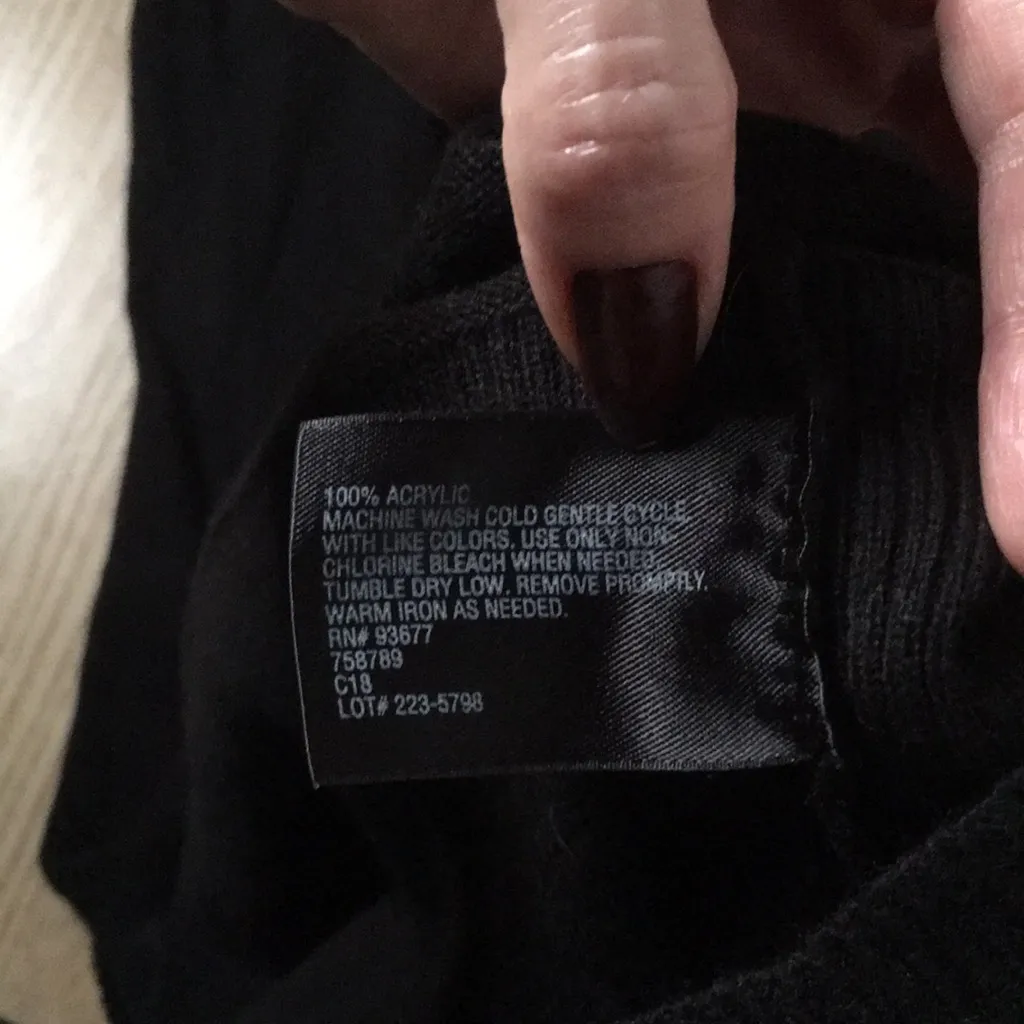 100% ACRYLIC
MACHINE WASH COLD GENTLE CYCLE
WITH LIKE COLORS. USE ONLY NON-
CHLORINE BLEACH WHEN NEEDED.
TUMBLE DRY LOW. REMOVE PROMPTLY.
WARM IRON AS NEEDED.
RN# 93677
758789
C18
LOT# 223-5798